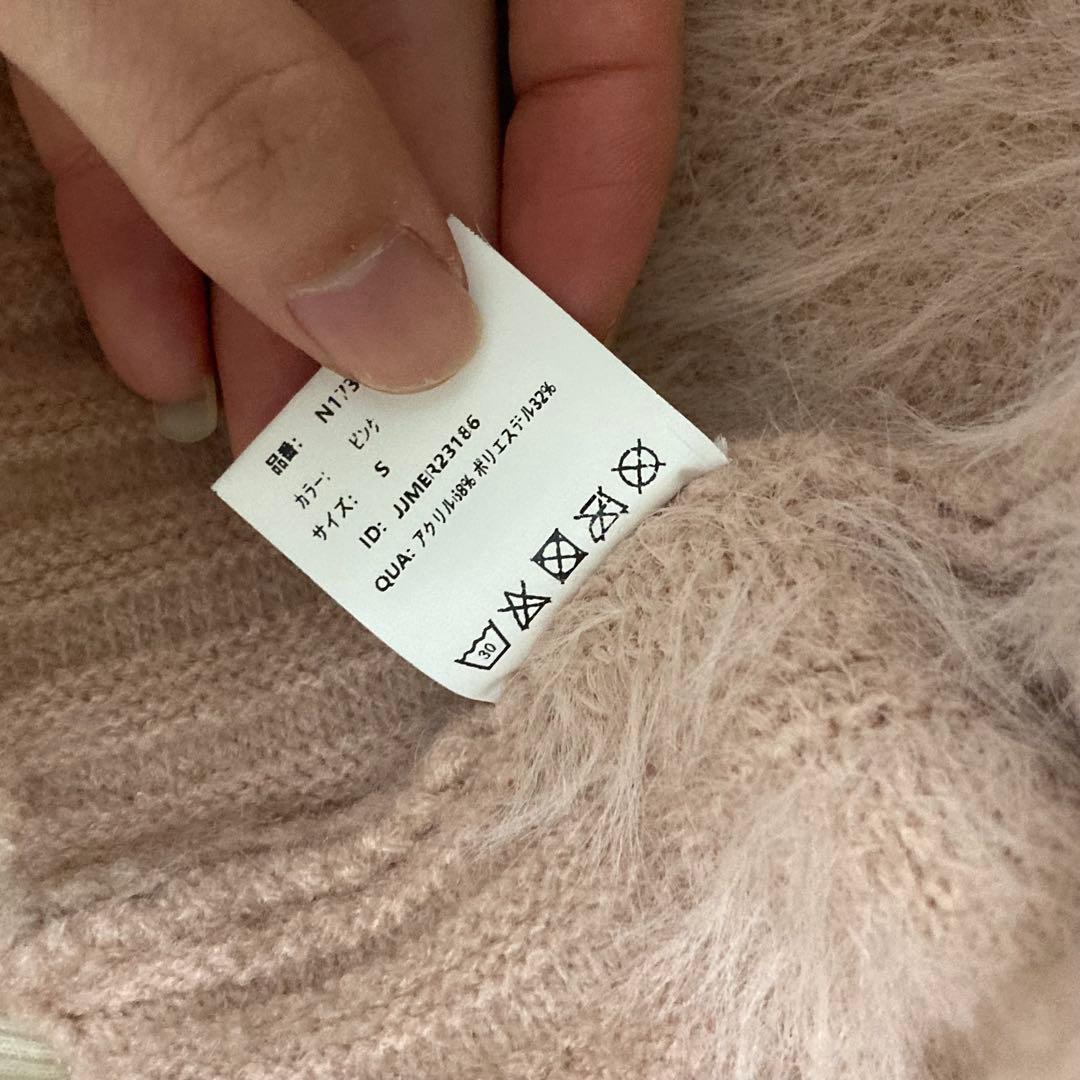 品番: N173
カラー: ピンク
サイズ: S
ID: JJMER23186
QUA: アクリル68% ポリエステル32%
30